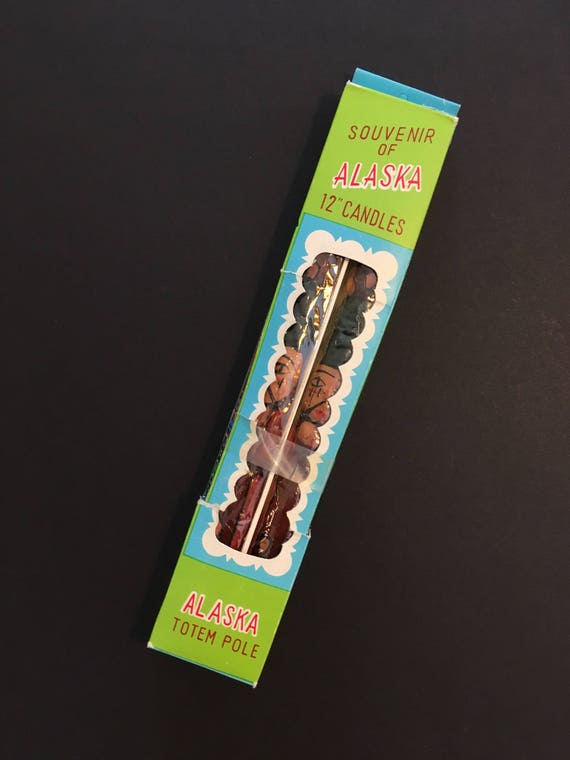 SOUVENIR
OF
ALASKA
12" CANDLES
ALASKA
TOTEM POLE